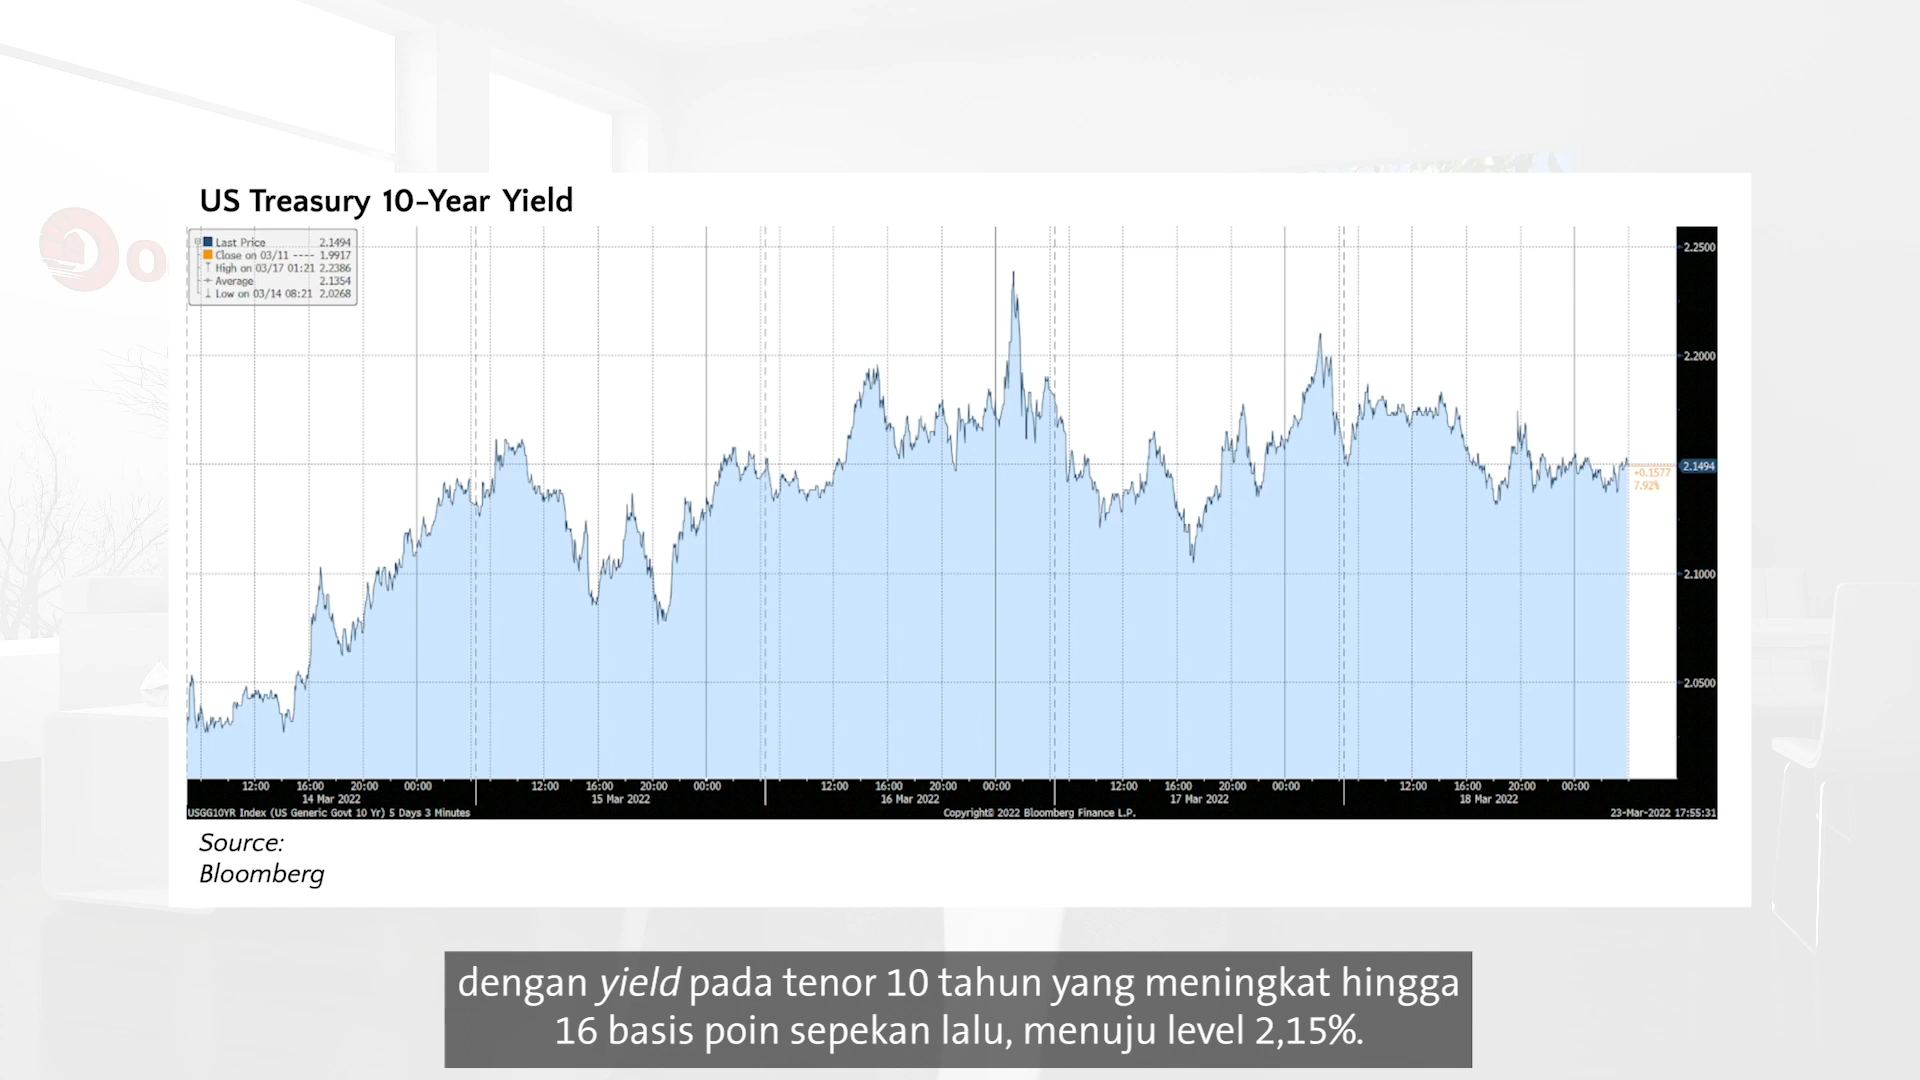 US Treasury 10-Year Yield
Last Price 2.1494
Close on 03/11 ---- 1.9917
High on 03/17 01:21 2.2386
Average 2.1354
Low on 03/14 08:21 2.0268
2.2500
2.2000
2.1494
+0.1577
7.92%
2.1000
2.0500
12:00 16:00 20:00 00:00 12:00 16:00 20:00 00:00 12:00 16:00 20:00 00:00 12:00 16:00 20:00 00:00 12:00 16:00 20:00 00:00
14 Mar 2022 15 Mar 2022 16 Mar 2022 17 Mar 2022 18 Mar 2022
USGG10YR Index (US Generic Govt 10 Yr) 5 Days 3 Minutes Copyright© 2022 Bloomberg Finance L.P. 23-Mar-2022 17:55:31
Source:
Bloomberg
dengan yield pada tenor 10 tahun yang meningkat hingga
16 basis poin sepekan lalu, menuju level 2,15%.